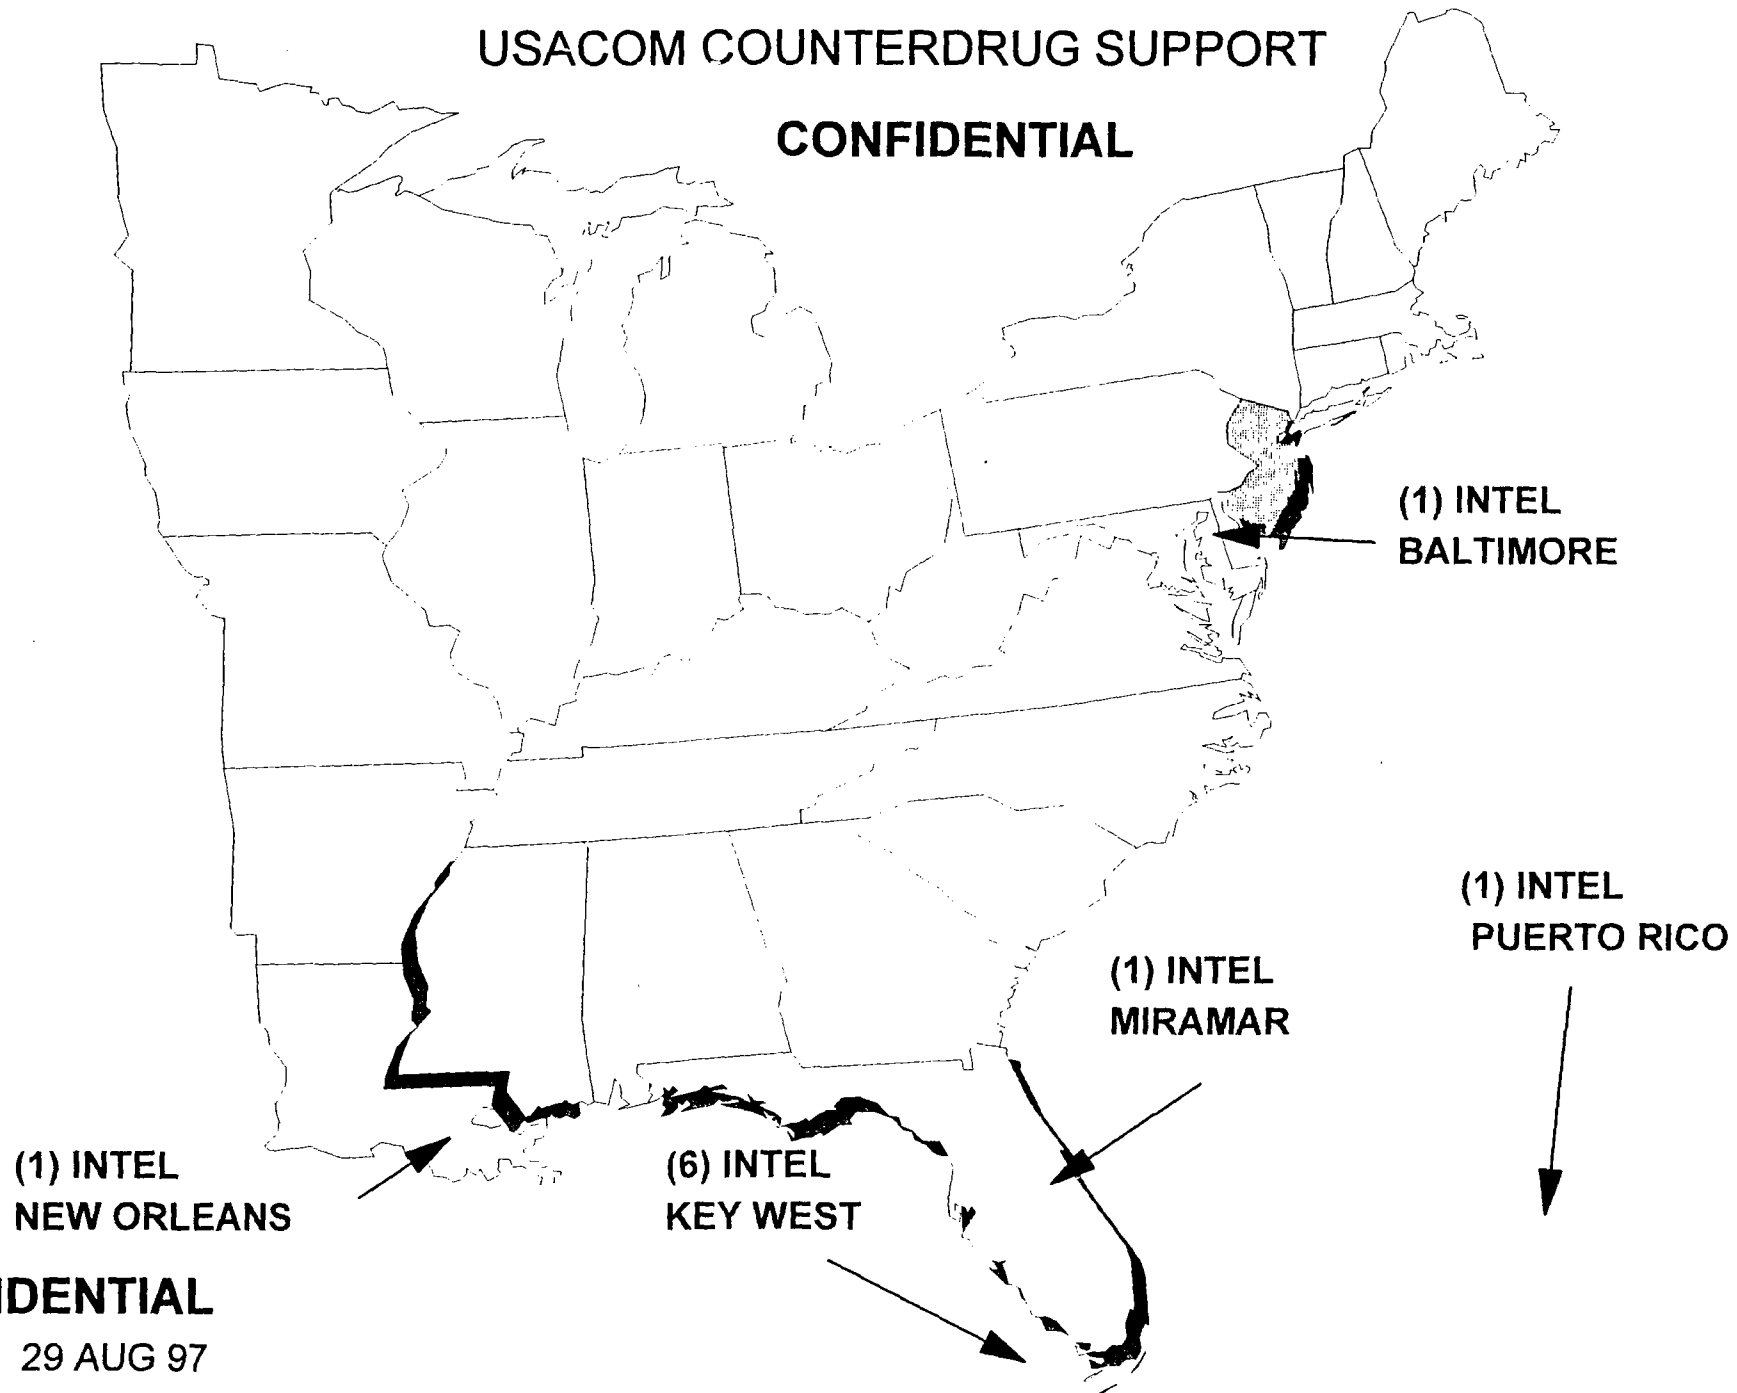 USACOM COUNTERDRUG SUPPORT
CONFIDENTIAL
(1) INTEL
BALTIMORE
(1) INTEL
PUERTO RICO
(1) INTEL
MIRAMAR
(1) INTEL
NEW ORLEANS
(6) INTEL
KEY WEST
IDENTIAL
29 AUG 97